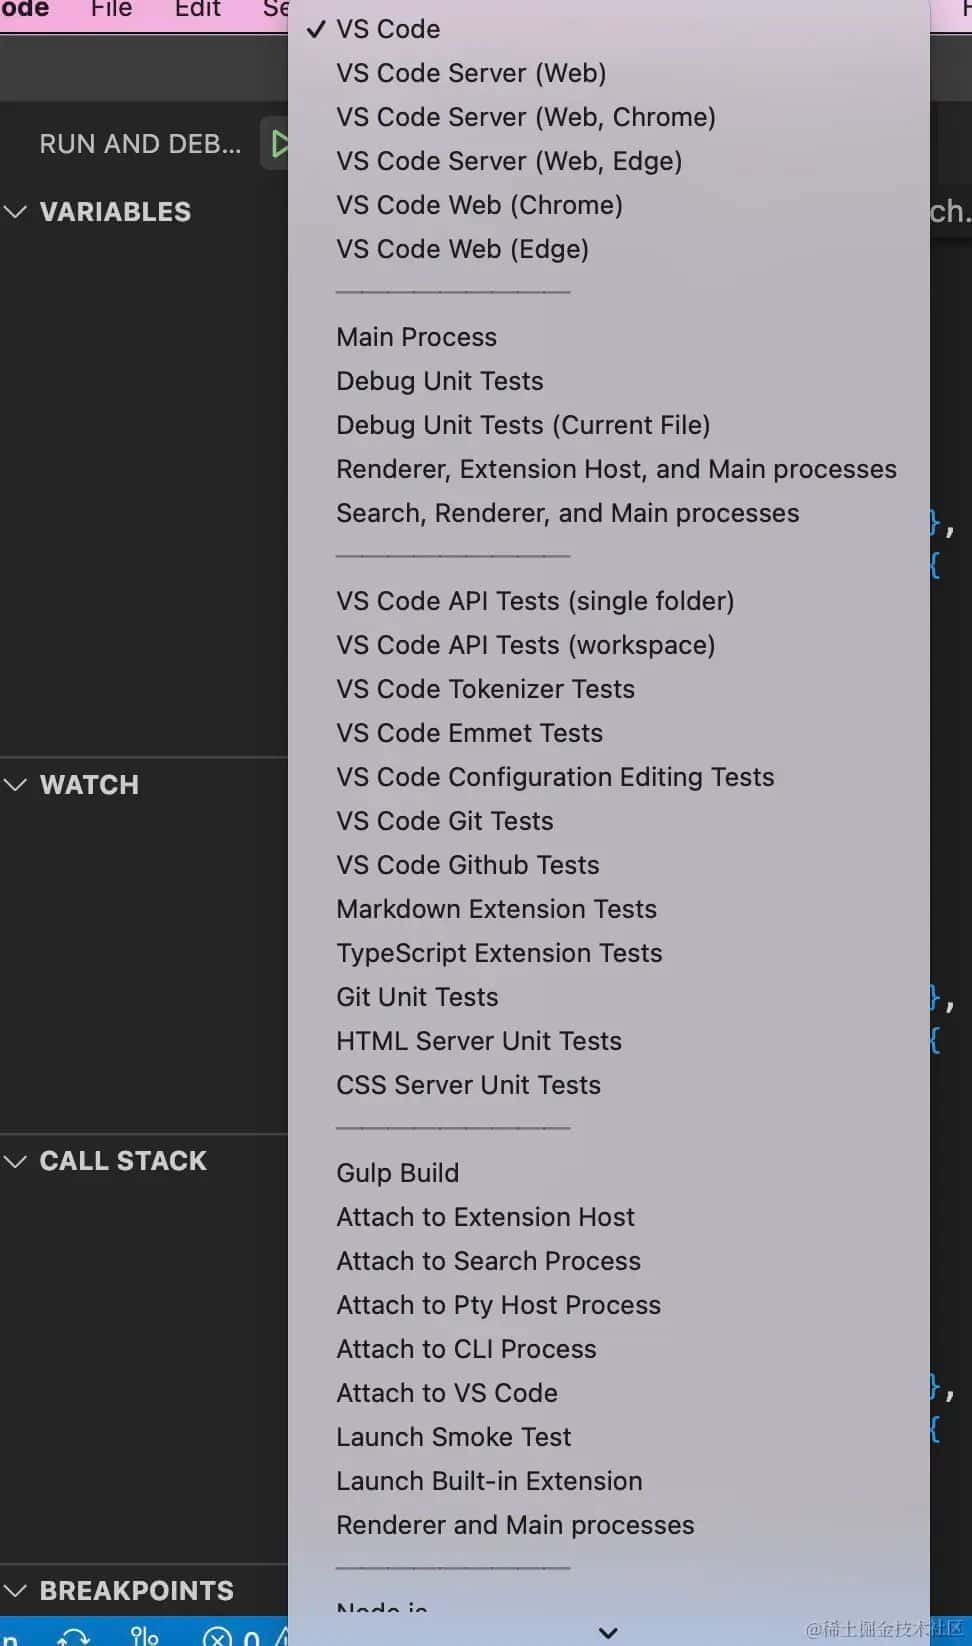 ode File Edit Se
RUN AND DEB...
VARIABLES
WATCH
CALL STACK
BREAKPOINTS
0
✓ VS Code
VS Code Server (Web)
VS Code Server (Web, Chrome)
VS Code Server (Web, Edge)
VS Code Web (Chrome)
VS Code Web (Edge)
Main Process
Debug Unit Tests
Debug Unit Tests (Current File)
Renderer, Extension Host, and Main processes
Search, Renderer, and Main processes
VS Code API Tests (single folder)
VS Code API Tests (workspace)
VS Code Tokenizer Tests
VS Code Emmet Tests
VS Code Configuration Editing Tests
VS Code Git Tests
VS Code Github Tests
Markdown Extension Tests
TypeScript Extension Tests
Git Unit Tests
HTML Server Unit Tests
CSS Server Unit Tests
Gulp Build
Attach to Extension Host
Attach to Search Process
Attach to Pty Host Process
Attach to CLI Process
Attach to VS Code
Launch Smoke Test
Launch Built-in Extension
Renderer and Main processes
ch.
},
{
},
{
},
{
@稀土掘金技术社区